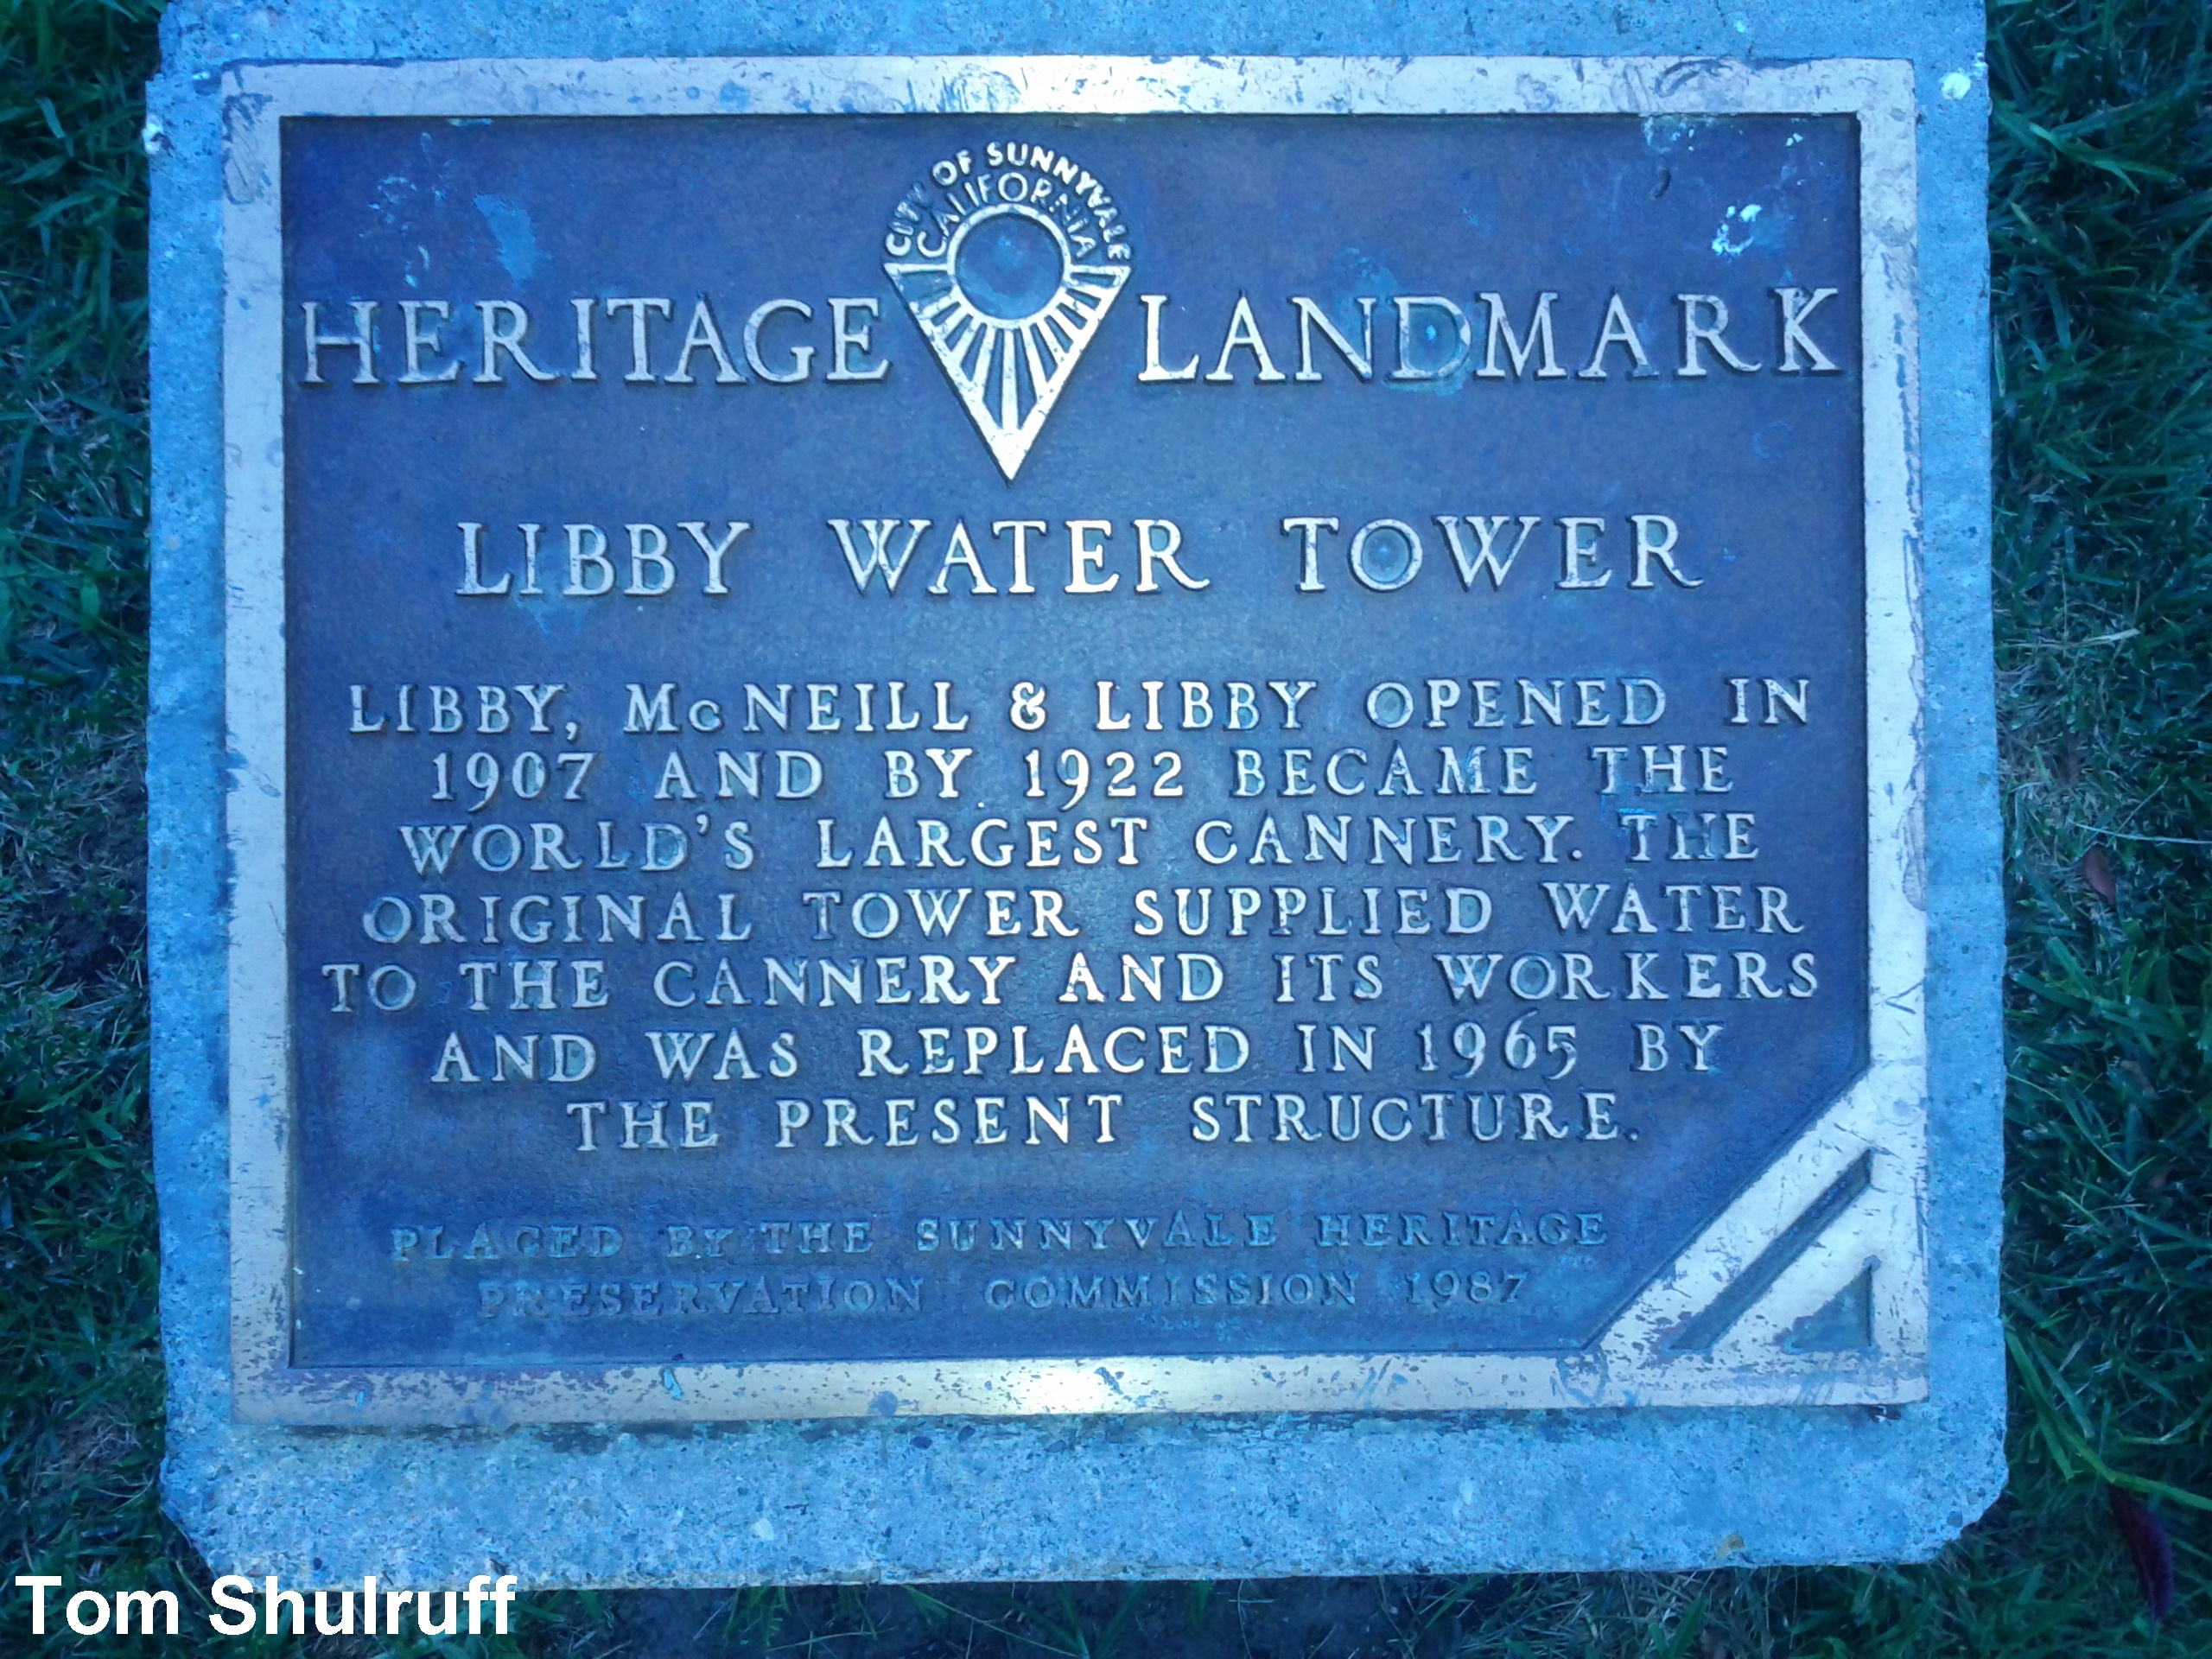 CITY OF SUNNYVALE
CALIFORNIA
HERITAGE LANDMARK
LIBBY WATER TOWER
LIBBY, McNEILL & LIBBY OPENED IN
1907 AND BY 1922 BECAME THE
WORLD'S LARGEST CANNERY. THE
ORIGINAL TOWER SUPPLIED WATER
TO THE CANNERY AND ITS WORKERS
AND WAS REPLACED IN 1965 BY
THE PRESENT STRUCTURE.
PLACED BY THE SUNNYVALE HERITAGE
PRESERVATION COMMISSION 1987
Tom Shulruff